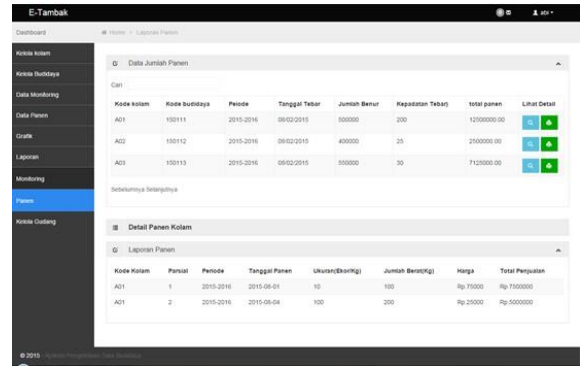 E-Tambak
abi
Dashboard
Home > Laporan Panen
Kelola kolam
Kelola Budidaya
Data Monitoring
Data Panen
Grafik
Laporan
Monitoring
Panen
Kelola Gudang
Data Jumlah Panen
Cari
Kode kolam Kode budidaya Peiode Tanggal Tebar Jumlah Benur Kepadatan Tebar) total panen Lihat Detail
A01 150111 2015-2016 08/02/2015 500000 200 12500000.00
A02 150112 2015-2016 08/02/2015 400000 25 2500000.00
A03 150113 2015-2016 08/02/2015 550000 30 7125000.00
Sebelumnya Selanjutnya
Detail Panen Kolam
Laporan Panen
Kode Kolam Parsial Periode Tanggal Panen Ukuran(Ekor/Kg) Jumlah Berat(Kg) Harga Total Penjualan
A01 1 2015-2016 2015-08-01 10 100 Rp 75000 Rp 7500000
A01 2 2015-2016 2015-08-04 100 200 Rp 25000 Rp 5000000
© 2015